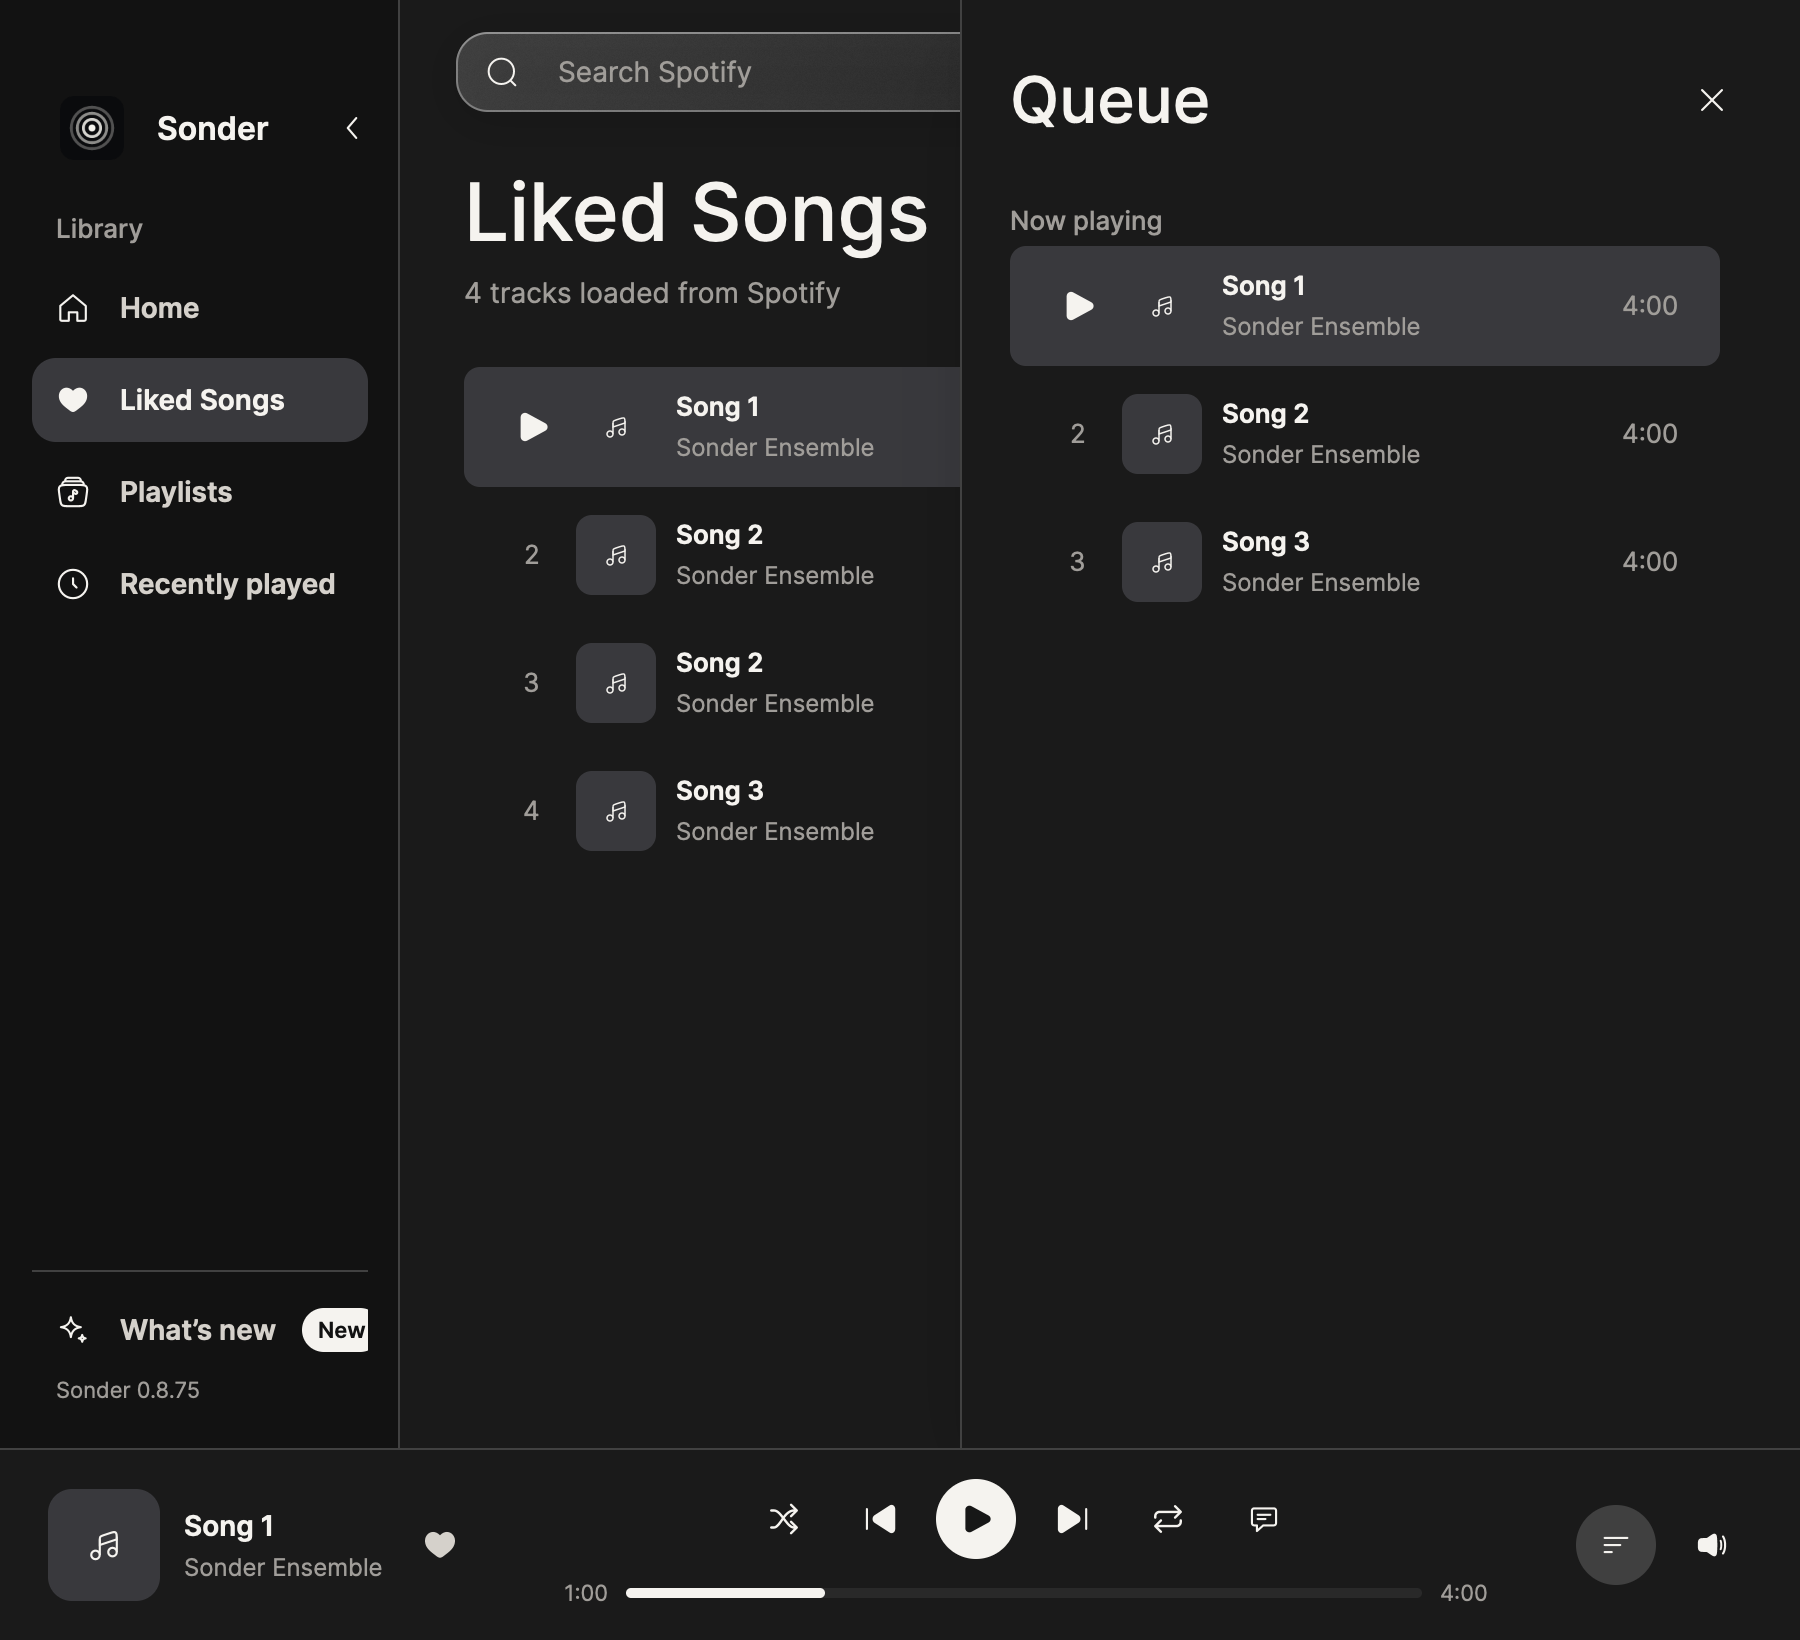 Sonder
Library
Home
Liked Songs
Playlists
Recently played
What’s new
New
Sonder 0.8.75
Search Spotify
Liked Songs
4 tracks loaded from Spotify
Song 1
Sonder Ensemble
2
Song 2
Sonder Ensemble
3
Song 2
Sonder Ensemble
4
Song 3
Sonder Ensemble
Queue
Now playing
Song 1
Sonder Ensemble
4:00
2
Song 2
Sonder Ensemble
4:00
3
Song 3
Sonder Ensemble
4:00
Song 1
Sonder Ensemble
1:00
4:00